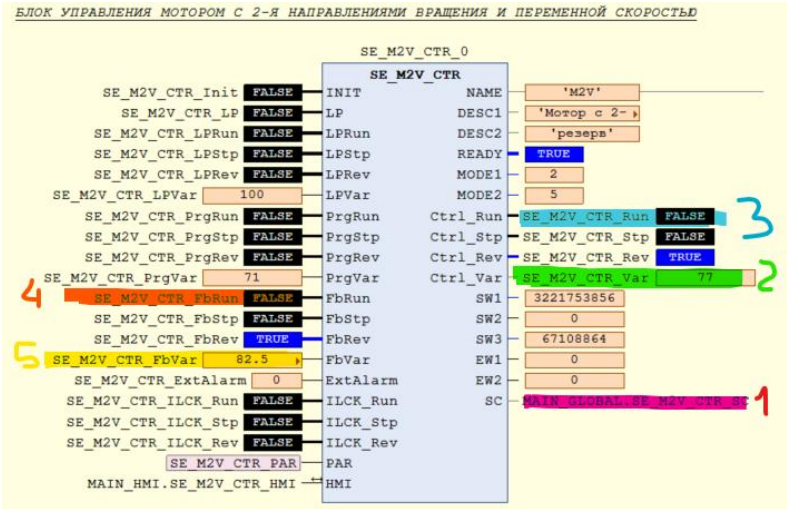 БЛОК УПРАВЛЕНИЯ МОТОРОМ С 2-Я НАПРАВЛЕНИЯМИ ВРАЩЕНИЯ И ПЕРЕМЕННОЙ СКОРОСТЬЮ
SE_M2V_CTR_0
SE_M2V_CTR
SE_M2V_CTR_Init FALSE INIT NAME 'M2V'
SE_M2V_CTR_LP FALSE LP DESC1 'Мотор с 2-
SE_M2V_CTR_LPRun FALSE LPRun DESC2 'резерв'
SE_M2V_CTR_LPStp FALSE LPStp READY TRUE
SE_M2V_CTR_LPRev FALSE LPRev MODE1 2
SE_M2V_CTR_LPVar 100 LPVar MODE2 5
SE_M2V_CTR_PrgRun FALSE PrgRun Ctrl_Run SE_M2V_CTR_Run FALSE 3
SE_M2V_CTR_PrgStp FALSE PrgStp Ctrl_Stp SE_M2V_CTR_Stp FALSE
SE_M2V_CTR_PrgRev FALSE PrgRev Ctrl_Rev SE_M2V_CTR_Rev TRUE
SE_M2V_CTR_PrgVar 71 PrgVar Ctrl_Var SE_M2V_CTR_Var 77 2
4 SE_M2V_CTR_FbRun FALSE FbRun SW1 3221753856
SE_M2V_CTR_FbStp FALSE FbStp SW2 0
SE_M2V_CTR_FbRev TRUE FbRev SW3 67108864
5 SE_M2V_CTR_FbVar 82.5 FbVar EW1 0
SE_M2V_CTR_ExtAlarm 0 ExtAlarm EW2 0
SE_M2V_CTR_ILCK_Run FALSE ILCK_Run SC MAIN_GLOBAL.SE_M2V_CTR_SC 1
SE_M2V_CTR_ILCK_Stp FALSE ILCK_Stp
SE_M2V_CTR_ILCK_Rev FALSE ILCK_Rev
SE_M2V_CTR_PAR PAR
MAIN_HMI.SE_M2V_CTR_HMI HMI